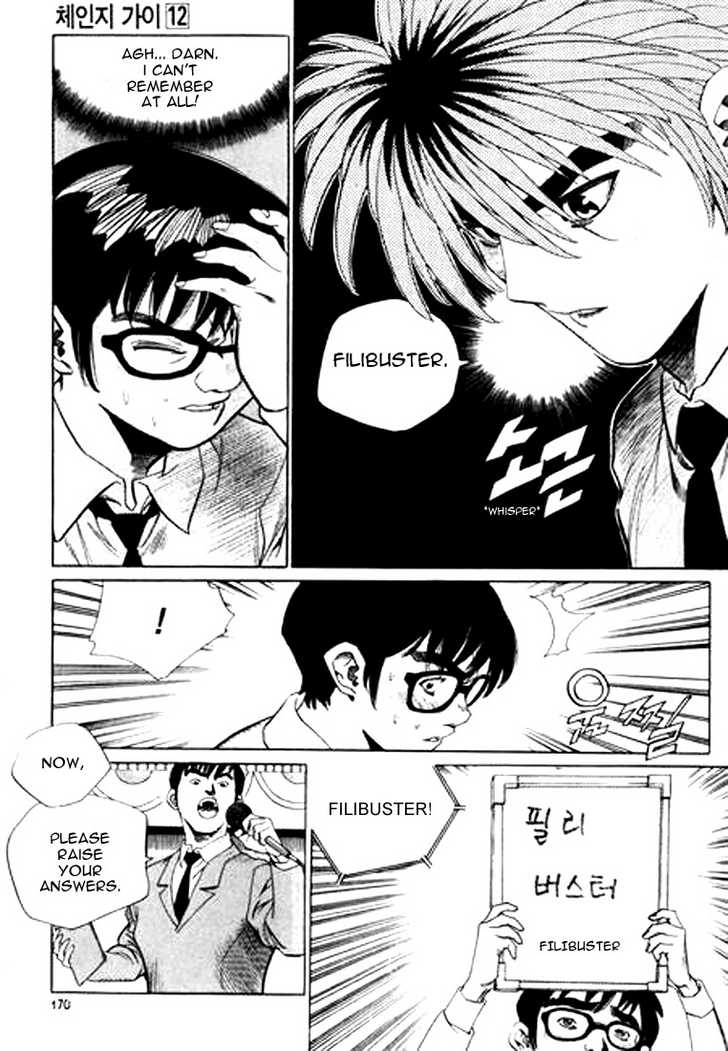 체인지 가이 12
AGH... DARN.
I CAN'T
REMEMBER
AT ALL!
FILIBUSTER.
소곤
*WHISPER*
!
NOW,
PLEASE
RAISE
YOUR
ANSWERS.
FILIBUSTER!
필리
버스터
FILIBUSTER
170